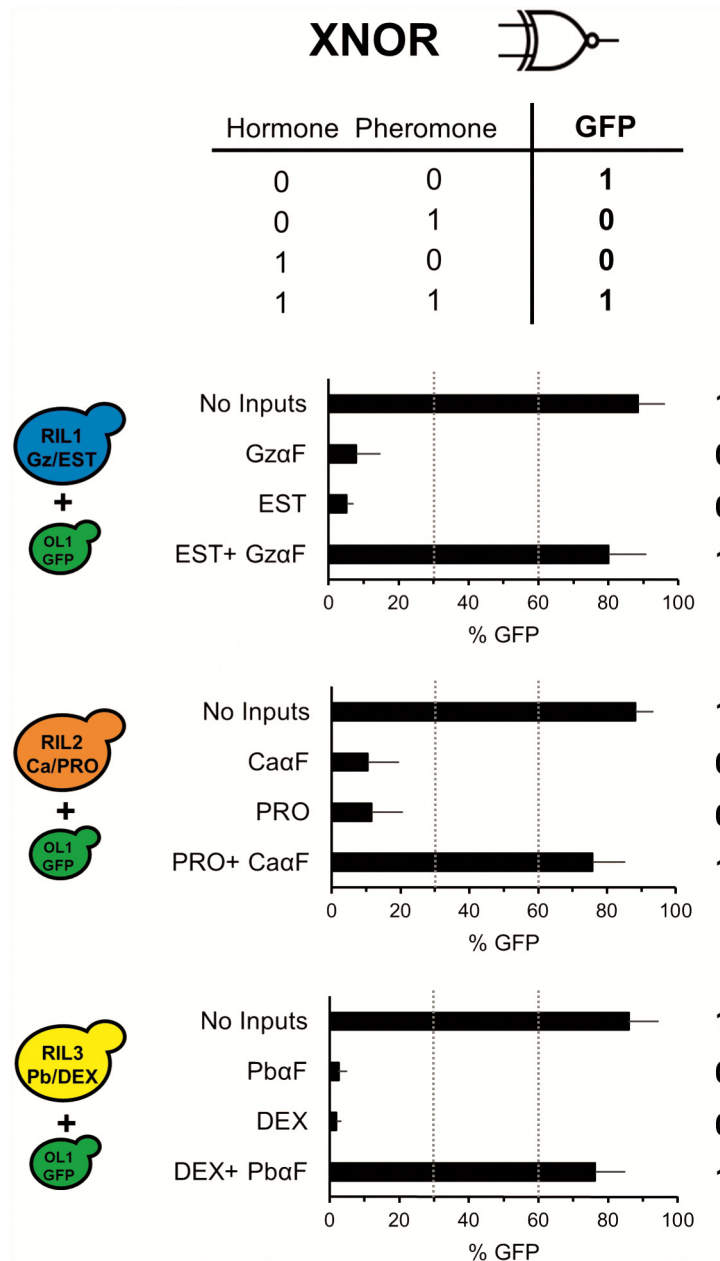 XNOR
Hormone Pheromone GFP
0 0 1
0 1 0
1 0 0
1 1 1
No Inputs
RIL1
Gz/EST
GzαF
+
EST
OL1
GFP
EST+ GzαF
0 20 40 60 80 100
% GFP
No Inputs
RIL2
Ca/PRO
CaαF
+
PRO
OL1
GFP
PRO+ CaαF
0 20 40 60 80 100
% GFP
No Inputs
RIL3
Pb/DEX
PbαF
+
DEX
OL1
GFP
DEX+ PbαF
0 20 40 60 80 100
% GFP